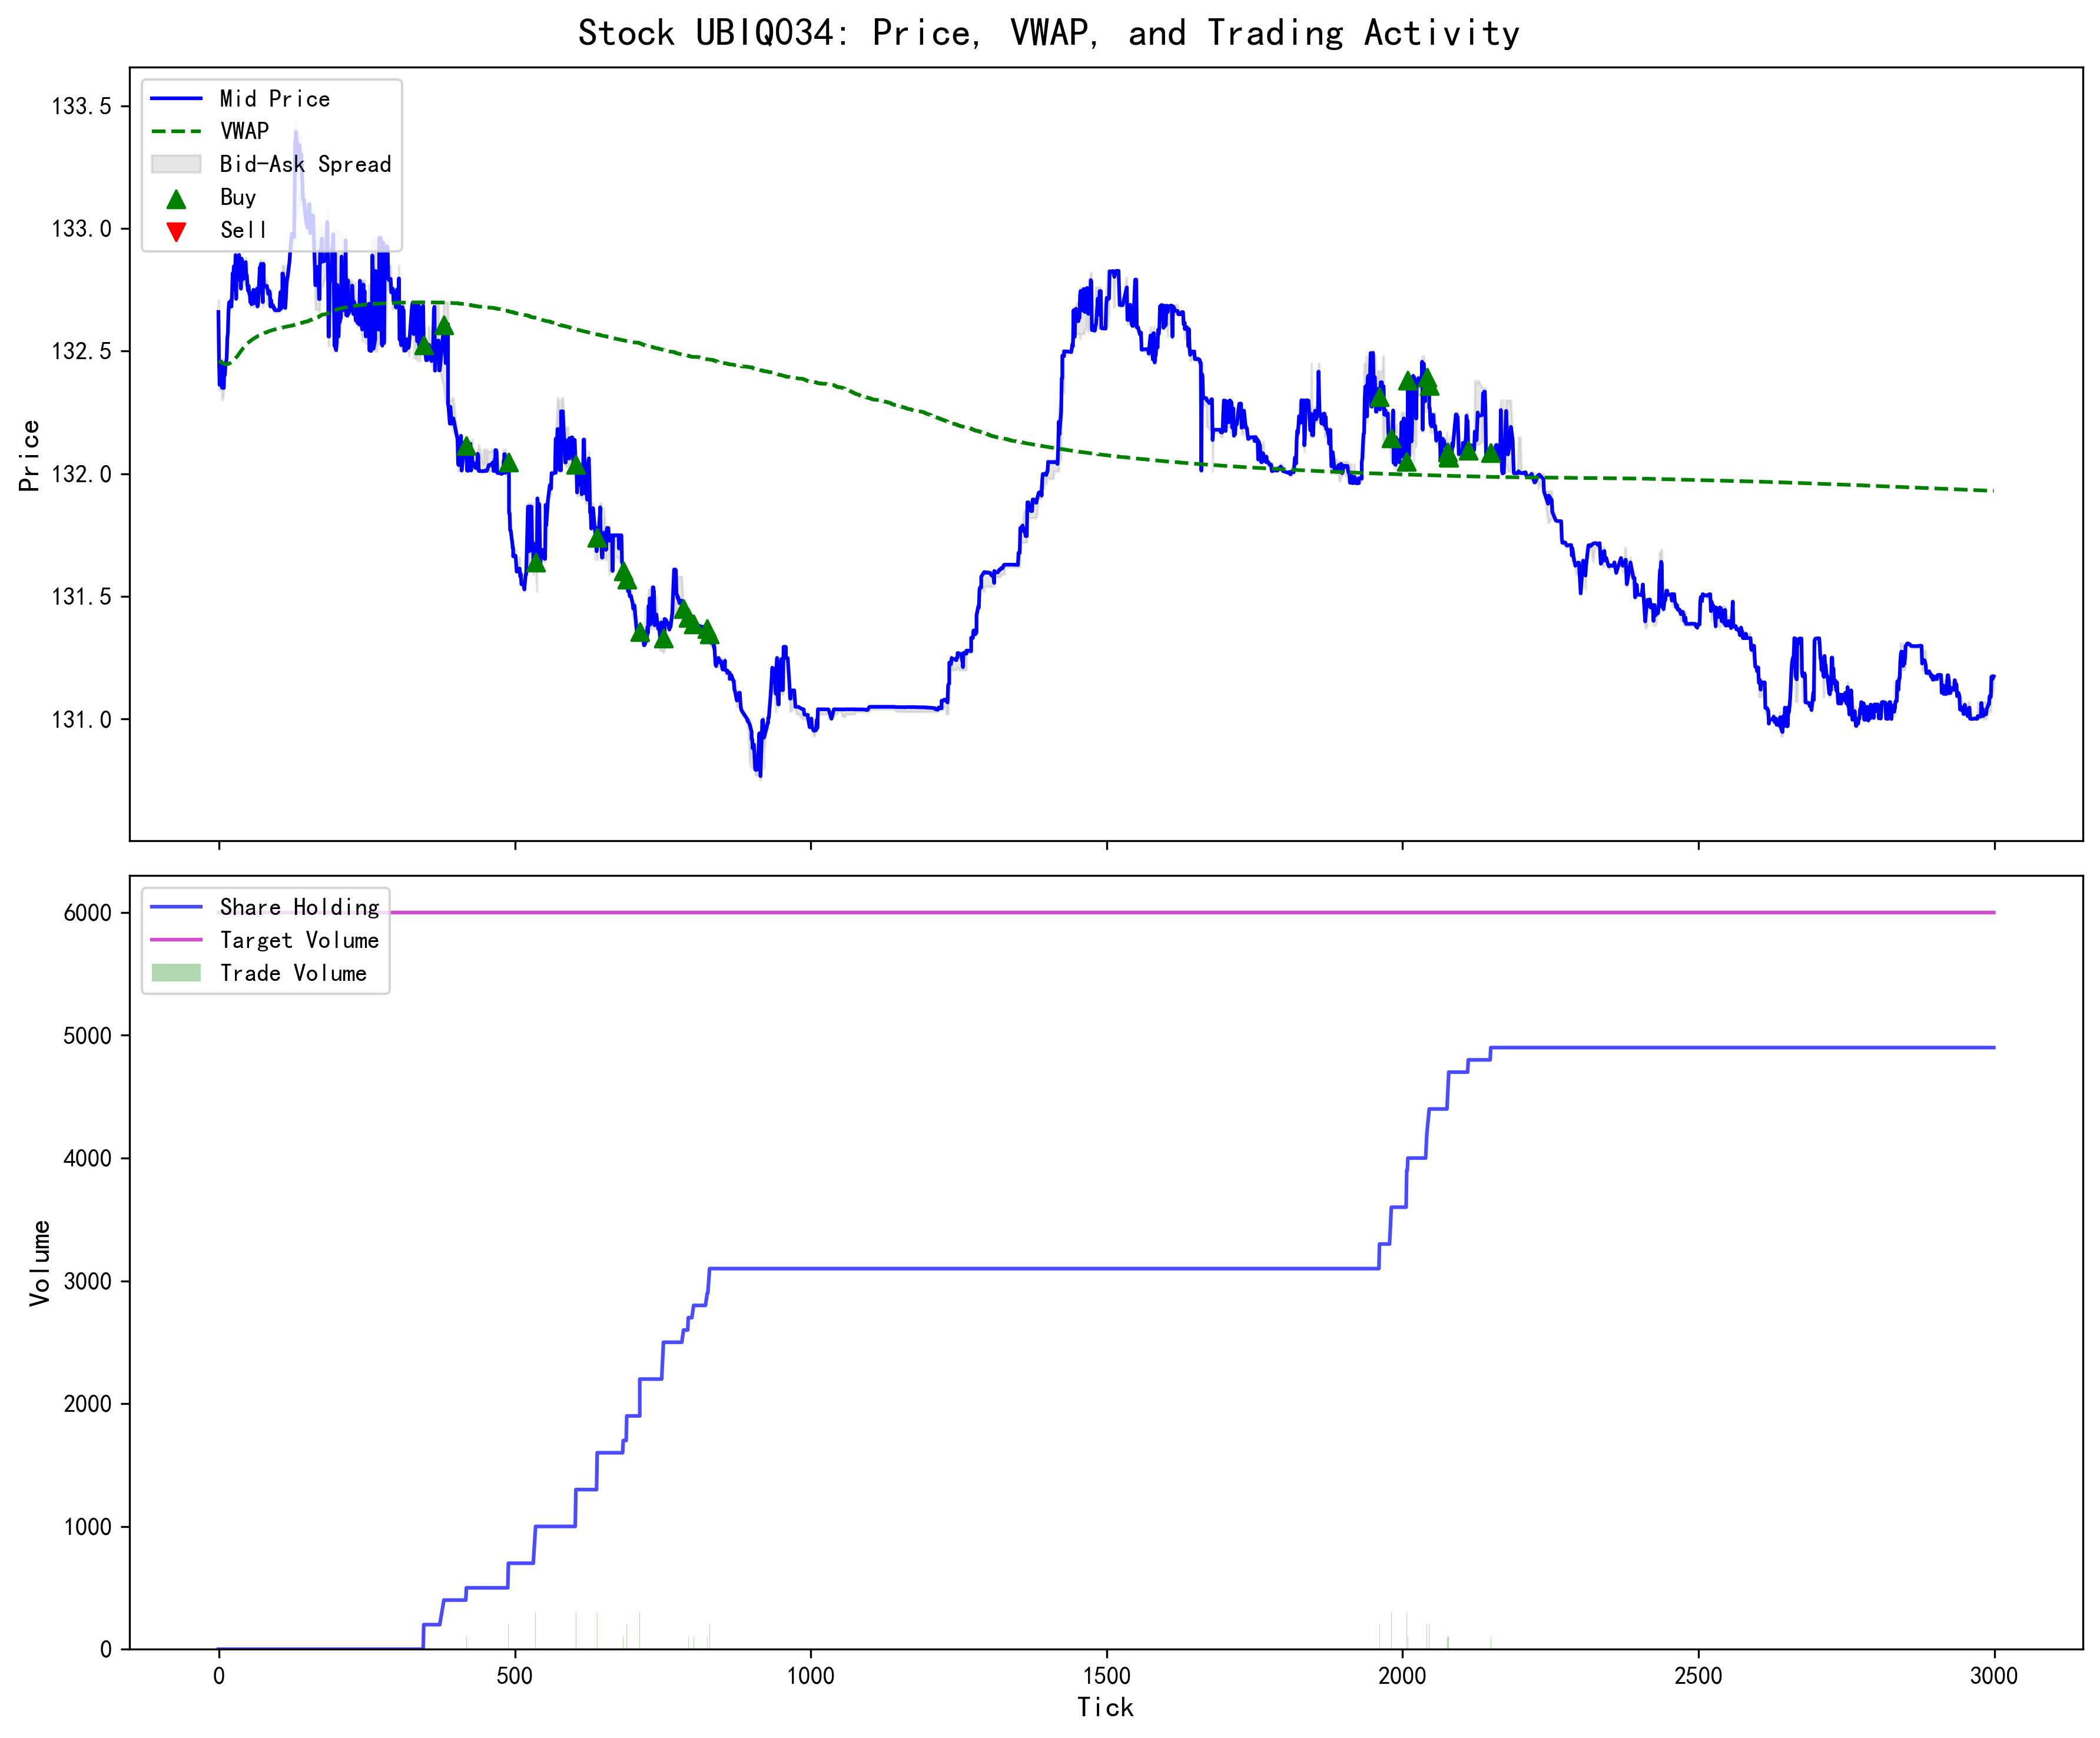 Stock UBIQ034: Price, VWAP, and Trading Activity
Mid Price
VWAP
Bid-Ask Spread
Buy
Sell
133.5
133.0
132.5
132.0
131.5
131.0
Price
Share Holding
Target Volume
Trade Volume
6000
5000
4000
3000
2000
1000
0
Volume
0 500 1000 1500 2000 2500 3000
Tick